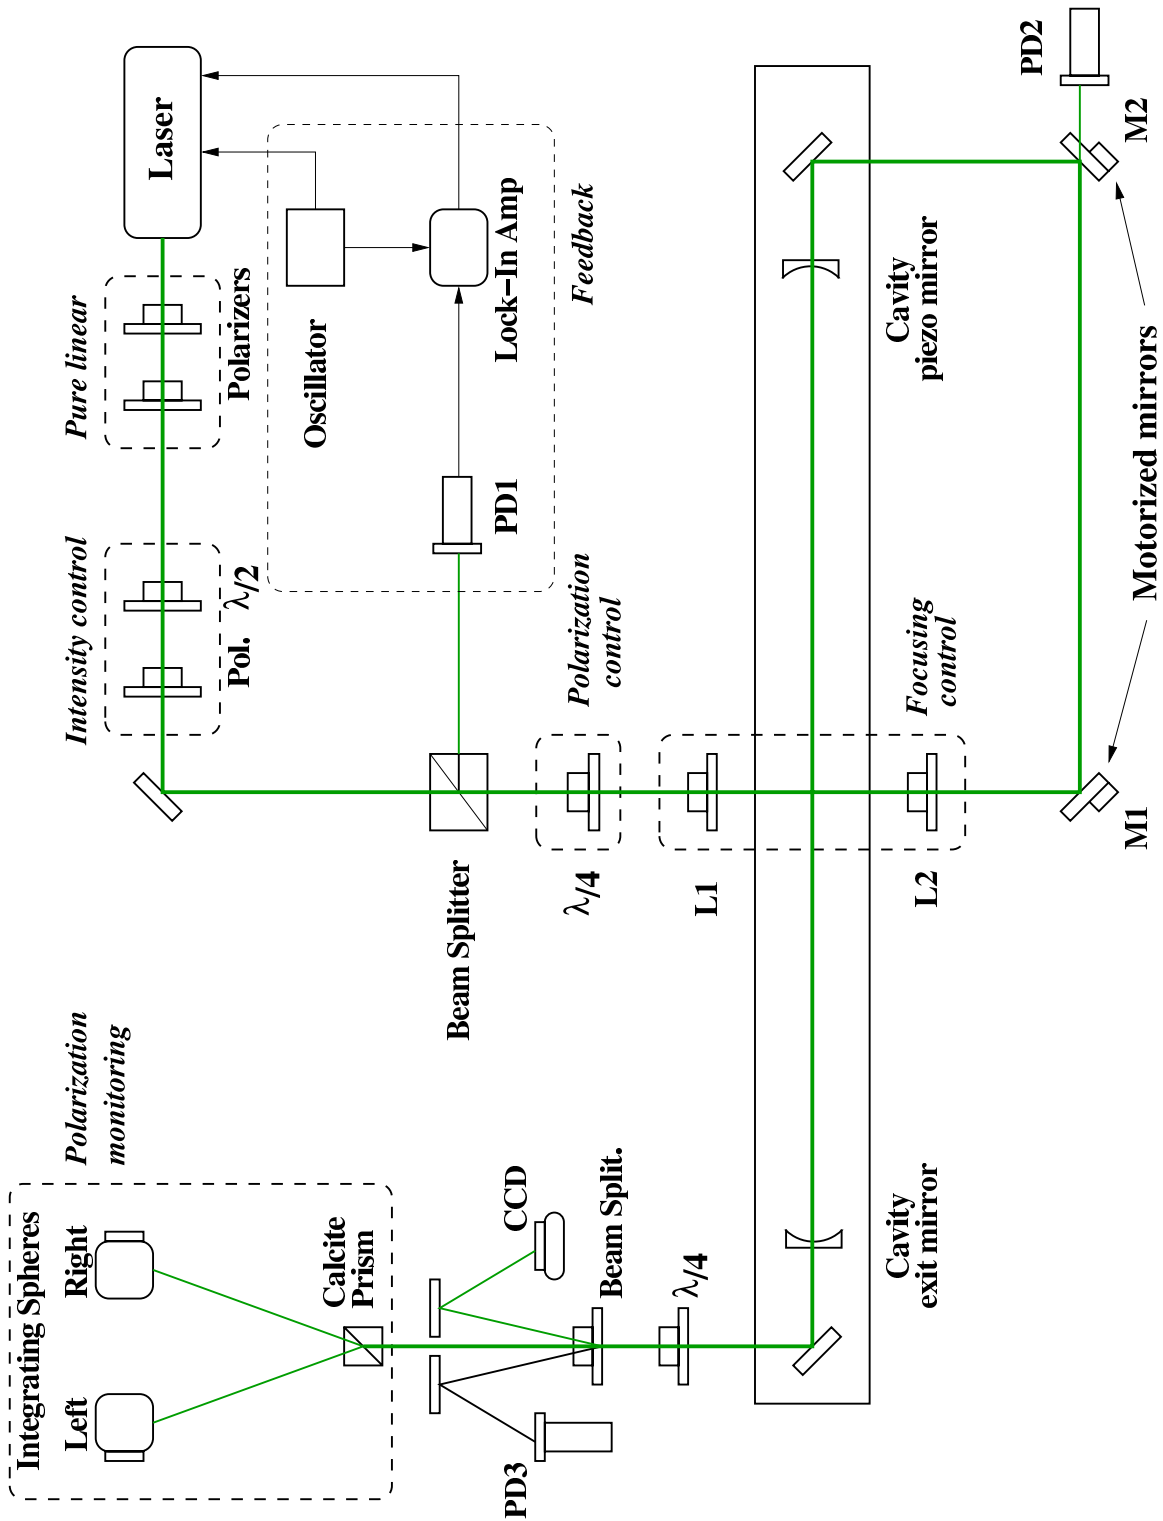 Polarization
monitoring
Integrating Spheres
Left
Right
Calcite
Prism
CCD
PD3
Beam Split.
λ/4
Cavity
exit mirror
Intensity control
Pol.
λ/2
Pure linear
Polarizers
Laser
Oscillator
Lock-In Amp
Feedback
PD1
Beam Splitter
Polarization
control
λ/4
L1
L2
Focusing
control
Cavity
piezo mirror
M1
M2
Motorized mirrors
PD2